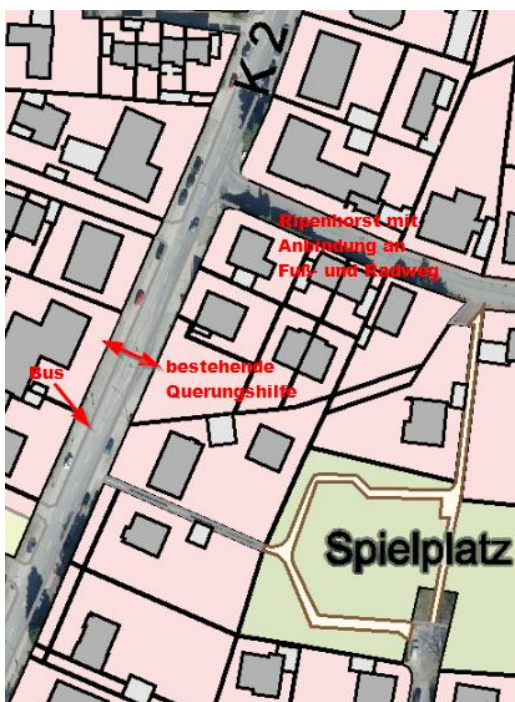 K 2
Ripenhorst mit
Anbindung an
Fuß- und Radweg
bestehende
Querungshilfe
Bus
Spielplatz